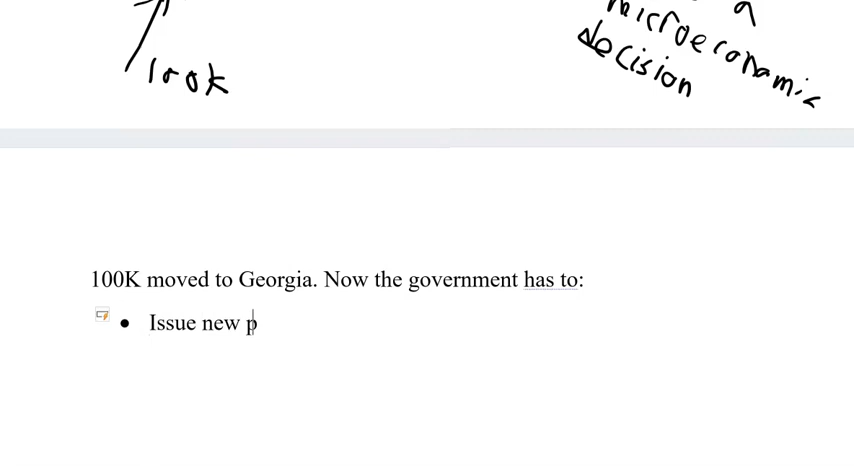 a
microeconomic
100k
decision
100K moved to Georgia. Now the government has to:
• Issue new p